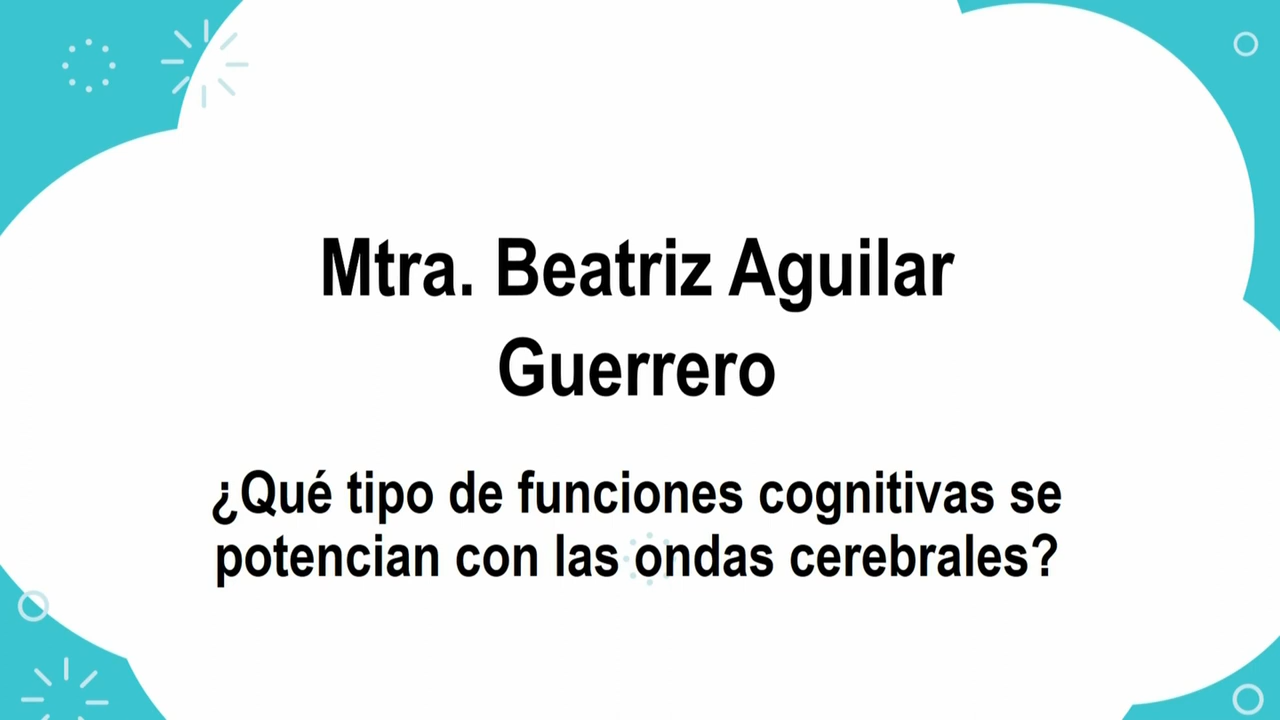 Mtra. Beatriz Aguilar
Guerrero
¿Qué tipo de funciones cognitivas se
potencian con las ondas cerebrales?